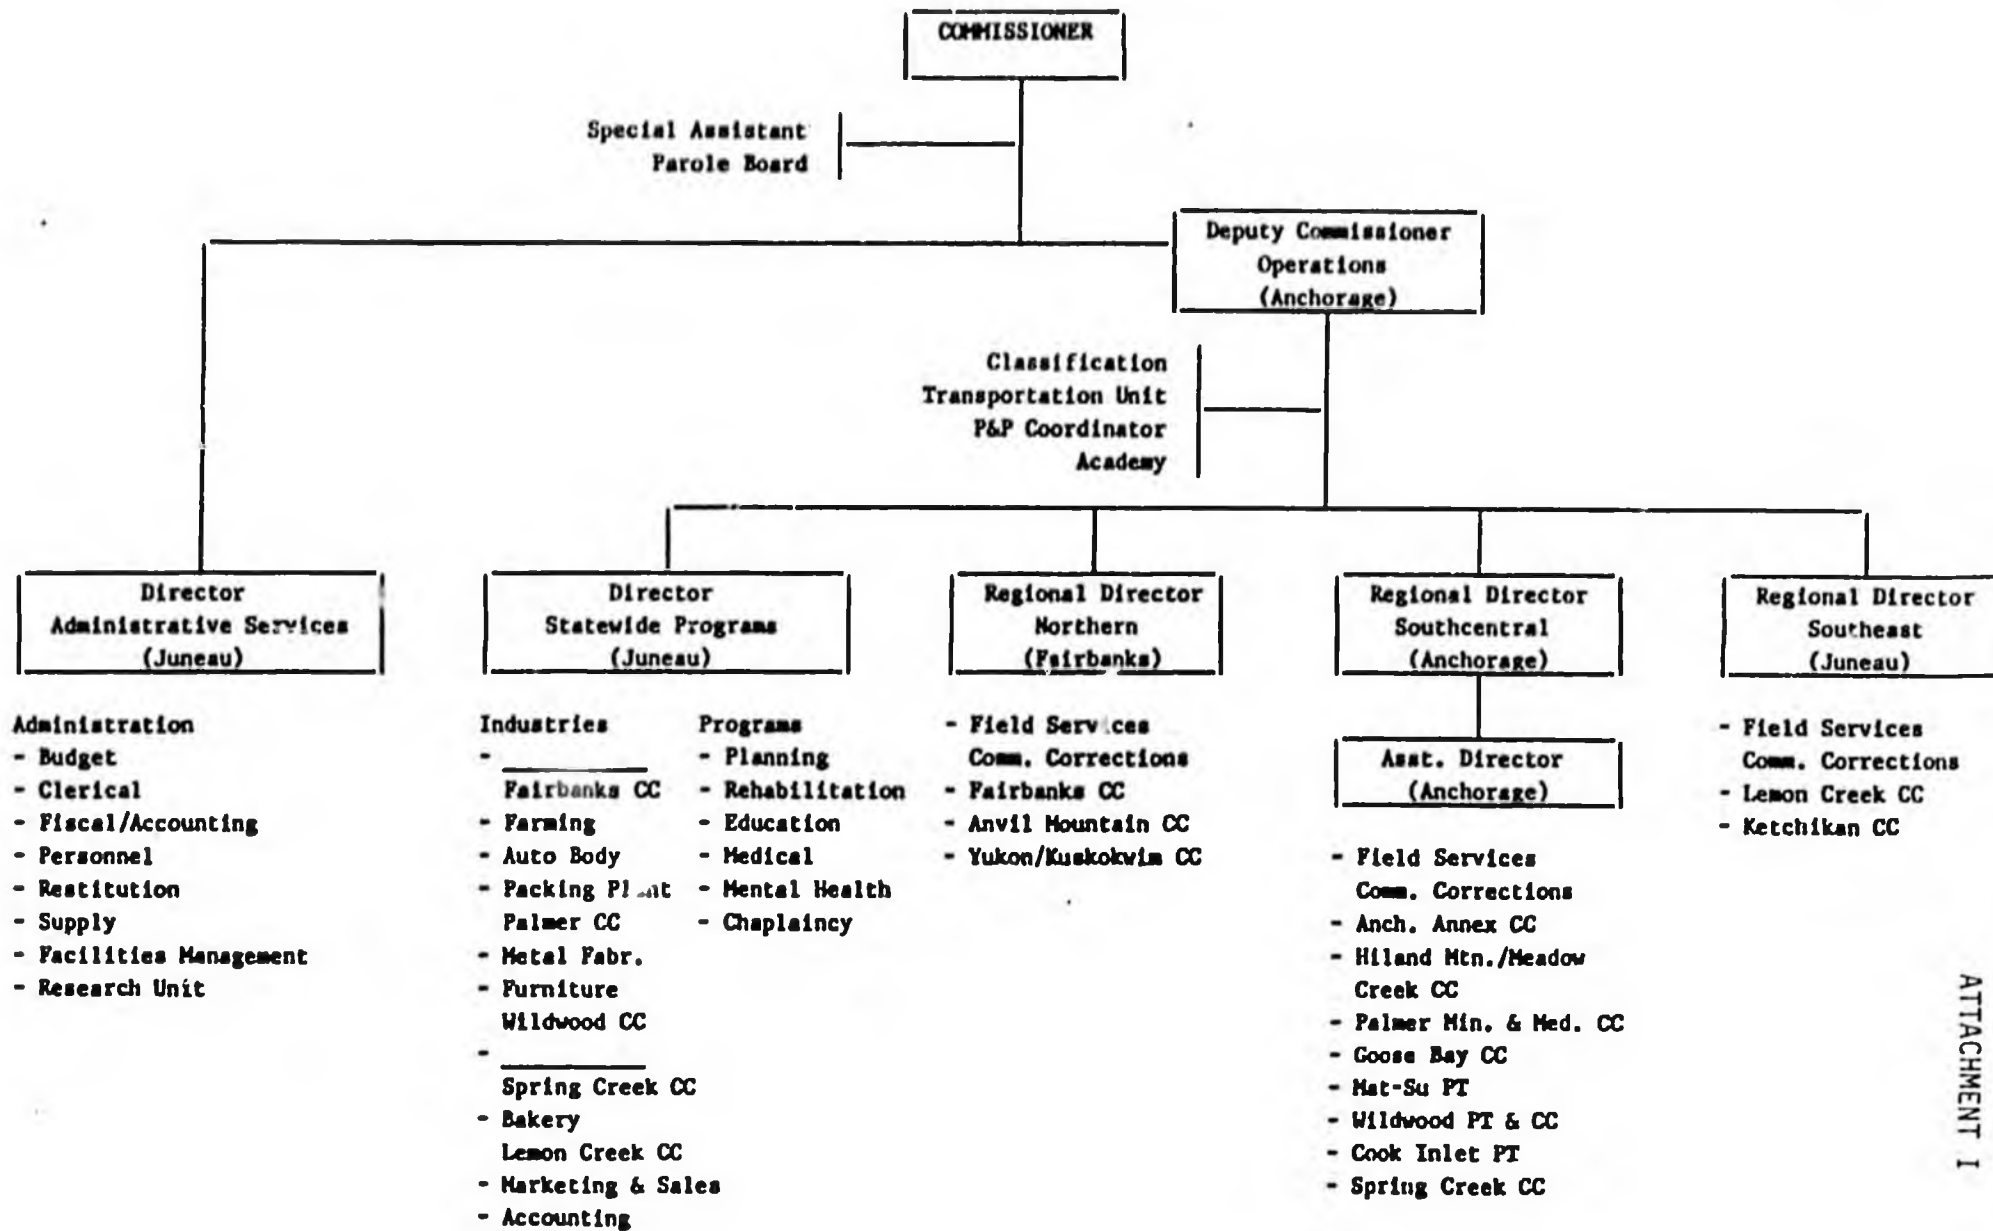 COMMISSIONER
Special Assistant
Parole Board
Deputy Commissioner
Operations
(Anchorage)
Classification
Transportation Unit
P&P Coordinator
Academy
Director
Administrative Services
(Juneau)
Administration
- Budget
- Clerical
- Fiscal/Accounting
- Personnel
- Restitution
- Supply
- Facilities Management
- Research Unit
Director
Statewide Programs
(Juneau)
Industries
- __________
Fairbanks CC
- Farming
- Auto Body
- Packing Plant
Palmer CC
- Metal Fabr.
- Furniture
Wildwood CC
- __________
Spring Creek CC
- Bakery
Lemon Creek CC
- Marketing & Sales
- Accounting
Programs
- Planning
- Rehabilitation
- Education
- Medical
- Mental Health
- Chaplaincy
Regional Director
Northern
(Fairbanks)
- Field Services
Comm. Corrections
- Fairbanks CC
- Anvil Mountain CC
- Yukon/Kuskokwim CC
Regional Director
Southcentral
(Anchorage)
Asst. Director
(Anchorage)
- Field Services
Comm. Corrections
- Anch. Annex CC
- Hiland Mtn./Meadow
Creek CC
- Palmer Min. & Med. CC
- Goose Bay CC
- Mat-Su PT
- Wildwood PT & CC
- Cook Inlet PT
- Spring Creek CC
Regional Director
Southeast
(Juneau)
- Field Services
Comm. Corrections
- Lemon Creek CC
- Ketchikan CC
ATTACHMENT I